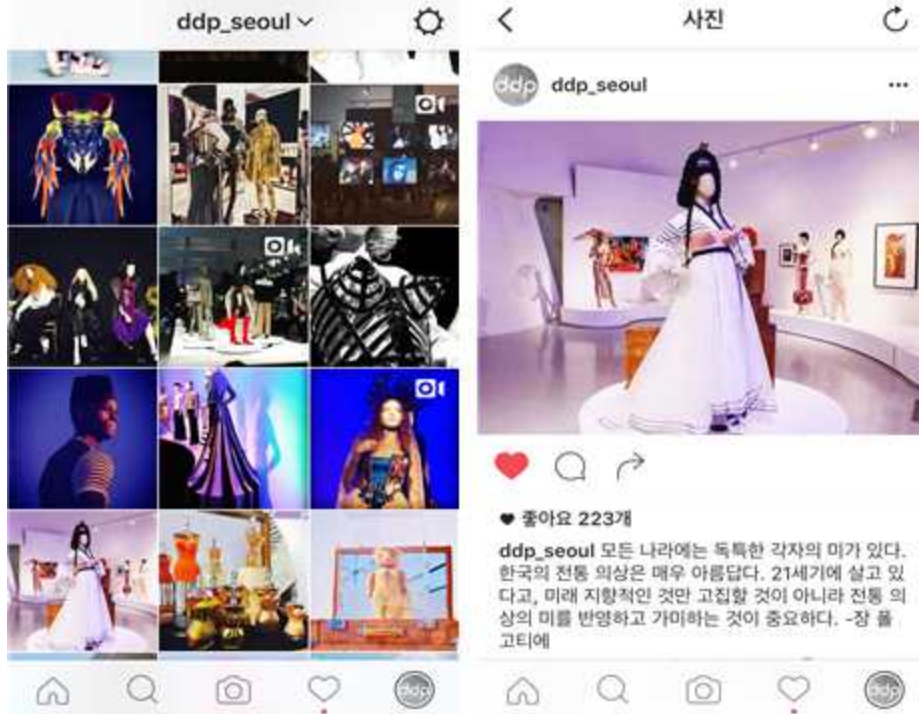 ddp_seoul
사진
ddp
ddp_seoul
좋아요 223개
ddp_seoul 모든 나라에는 독특한 각자의 미가 있다.
한국의 전통 의상은 매우 아름답다. 21세기에 살고 있
다고, 미래 지향적인 것만 고집할 것이 아니라 전통 의
상의 미를 반영하고 가미하는 것이 중요하다. -장 폴
고티에
ddp
ddp